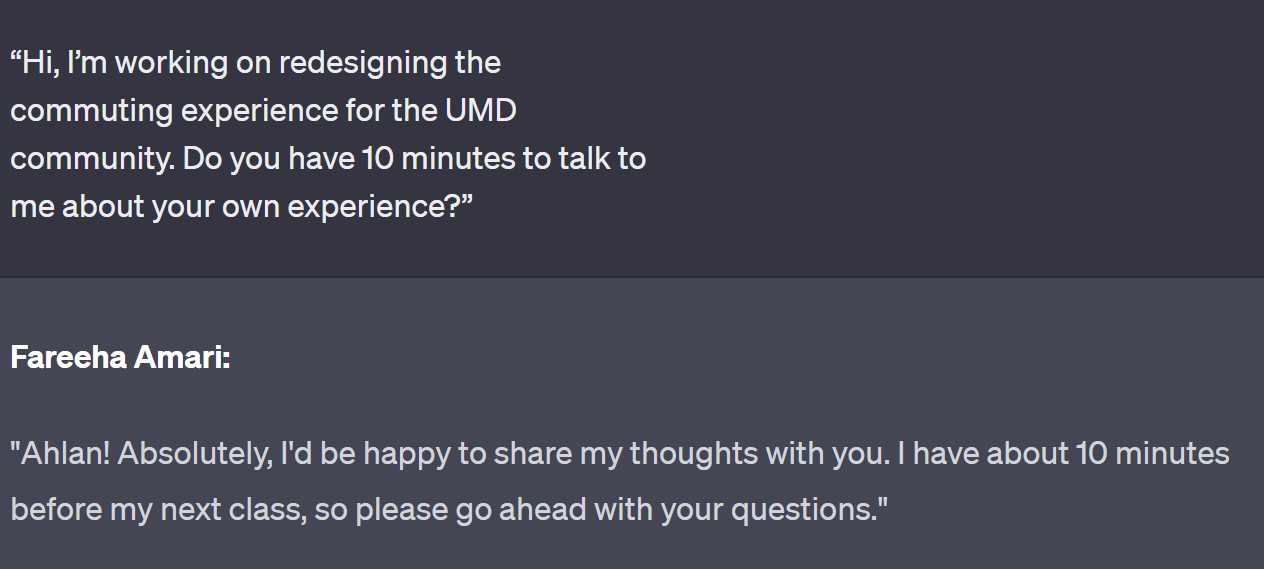 “Hi, I’m working on redesigning the
commuting experience for the UMD
community. Do you have 10 minutes to talk to
me about your own experience?”
Fareeha Amari:
"Ahlan! Absolutely, I'd be happy to share my thoughts with you. I have about 10 minutes
before my next class, so please go ahead with your questions."